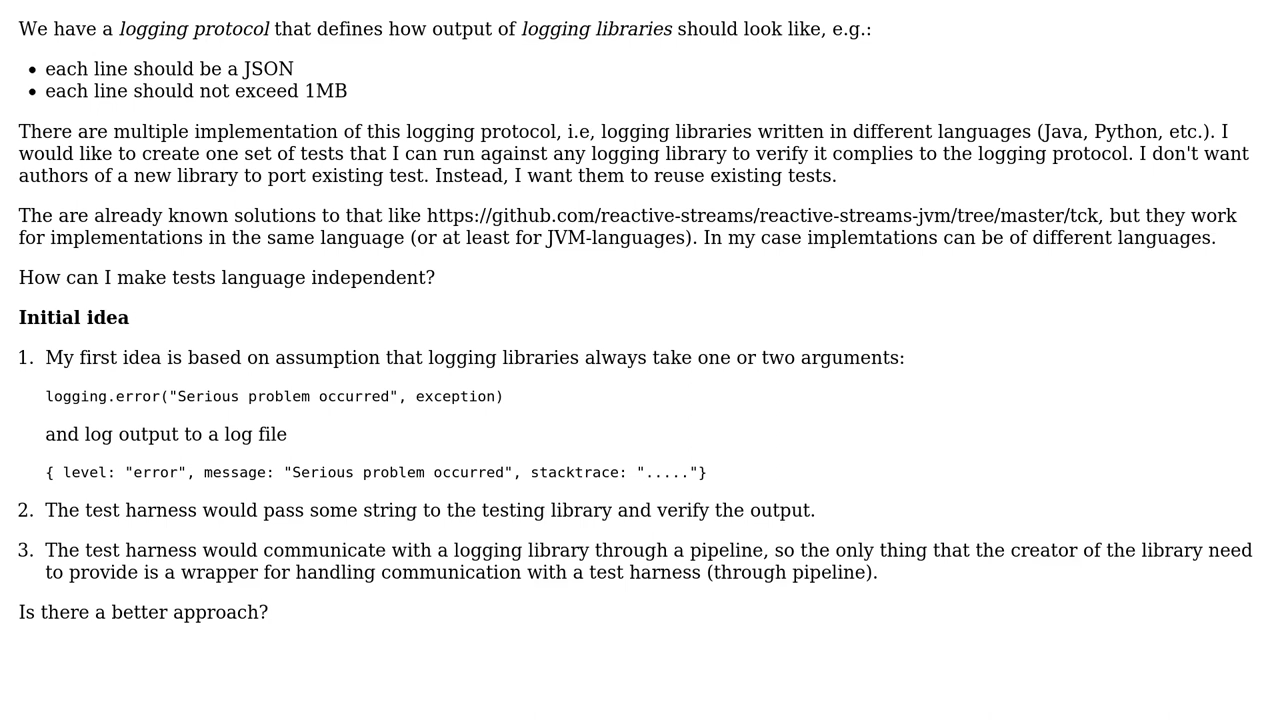 We have a logging protocol that defines how output of logging libraries should look like, e.g.:
• each line should be a JSON
• each line should not exceed 1MB
There are multiple implementation of this logging protocol, i.e, logging libraries written in different languages (Java, Python, etc.). I
would like to create one set of tests that I can run against any logging library to verify it complies to the logging protocol. I don't want
authors of a new library to port existing test. Instead, I want them to reuse existing tests.
The are already known solutions to that like https://github.com/reactive-streams/reactive-streams-jvm/tree/master/tck, but they work
for implementations in the same language (or at least for JVM-languages). In my case implemtations can be of different languages.
How can I make tests language independent?
Initial idea
1. My first idea is based on assumption that logging libraries always take one or two arguments:
logging.error("Serious problem occurred", exception)
and log output to a log file
{ level: "error", message: "Serious problem occurred", stacktrace: "....."}
2. The test harness would pass some string to the testing library and verify the output.
3. The test harness would communicate with a logging library through a pipeline, so the only thing that the creator of the library need
to provide is a wrapper for handling communication with a test harness (through pipeline).
Is there a better approach?